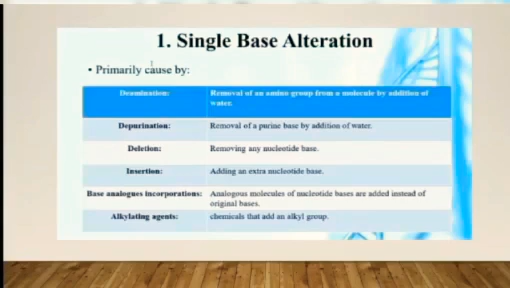 1. Single Base Alteration
• Primarily cause by:
Deamination: Removal of an amino group from a molecule by addition of
water.
Depurination: Removal of a purine base by addition of water.
Deletion: Removing any nucleotide base.
Insertion: Adding an extra nucleotide base.
Base analogues incorporations: Analogous molecules of nucleotide bases are added instead of
original bases.
Alkylating agents: chemicals that add an alkyl group.